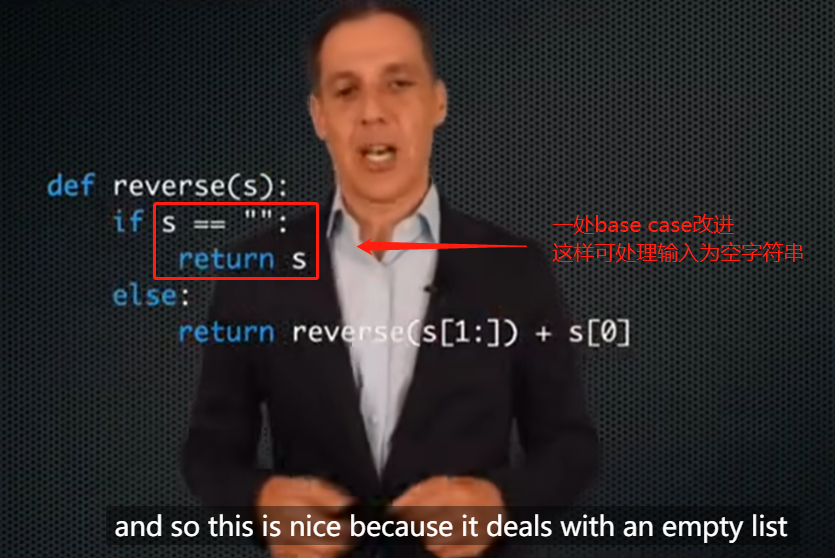 def reverse(s):
if s == "":
return s
一处base case改进
这样可处理输入为空字符串
else:
return reverse(s[1:]) + s[0]
and so this is nice because it deals with an empty list